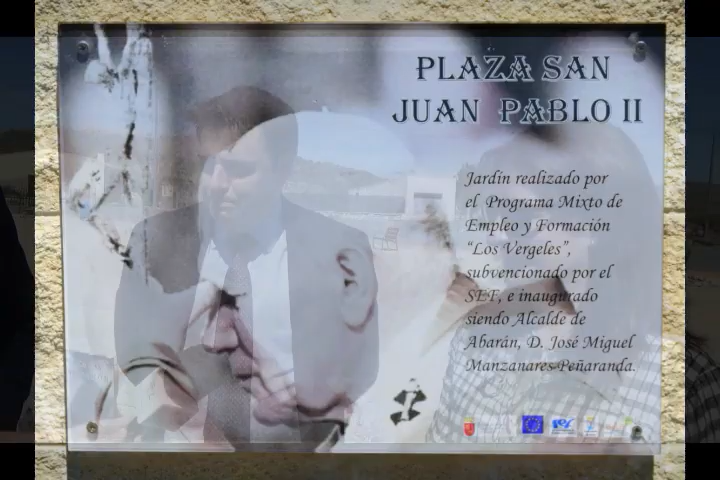 PLAZA SAN
JUAN PABLO II
Jardín realizado por
el Programa Mixto de
Empleo y Formación
“Los Vergeles”,
subvencionado por el
SEF, e inaugurado
siendo Alcalde de
Abarán, D. José Miguel
Manzanares Peñaranda.
sef